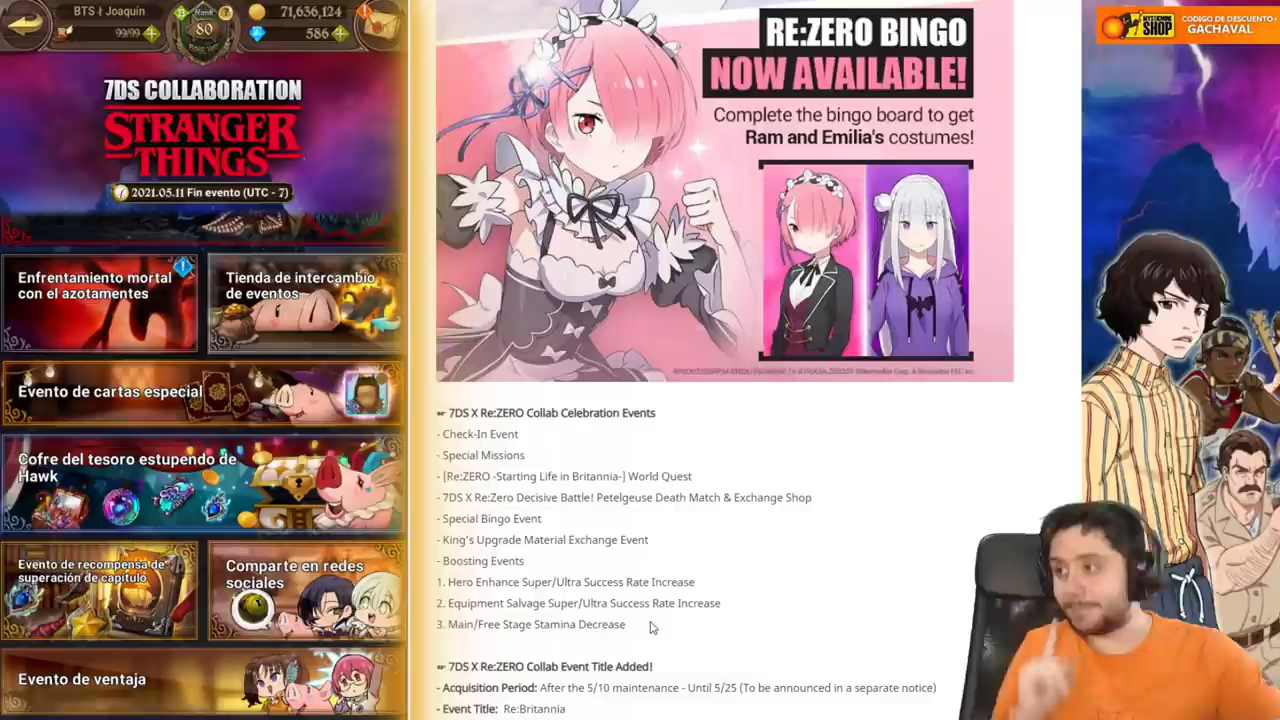 BTS ∤ Joaquín
99/99
Rank
80
71,636,124
586
7DS COLLABORATION
STRANGER
THINGS
2021.05.11 Fin evento (UTC - 7)
Enfrentamiento mortal
con el azotamentes
Tienda de intercambio
de eventos
Evento de cartas especial
Cofre del tesoro estupendo de
Hawk
Evento de recompensa de
superación de capítulo
Comparte en redes
sociales
Evento de ventaja
RE:ZERO BINGO
NOW AVAILABLE!
Complete the bingo board to get
Ram and Emilia's costumes!
☛ 7DS X Re:ZERO Collab Celebration Events
- Check-In Event
- Special Missions
- [Re:ZERO -Starting Life in Britannia-] World Quest
- 7DS X Re:Zero Decisive Battle! Petelgeuse Death Match & Exchange Shop
- Special Bingo Event
- King's Upgrade Material Exchange Event
- Boosting Events
1. Hero Enhance Super/Ultra Success Rate Increase
2. Equipment Salvage Super/Ultra Success Rate Increase
3. Main/Free Stage Stamina Decrease
☛ 7DS X Re:ZERO Collab Event Title Added!
- Acquisition Period: After the 5/10 maintenance - Until 5/25 (To be announced in a separate notice)
- Event Title: Re:Britannia
SHOP
CODIGO DE DESCUENTO:
GACHAVAL